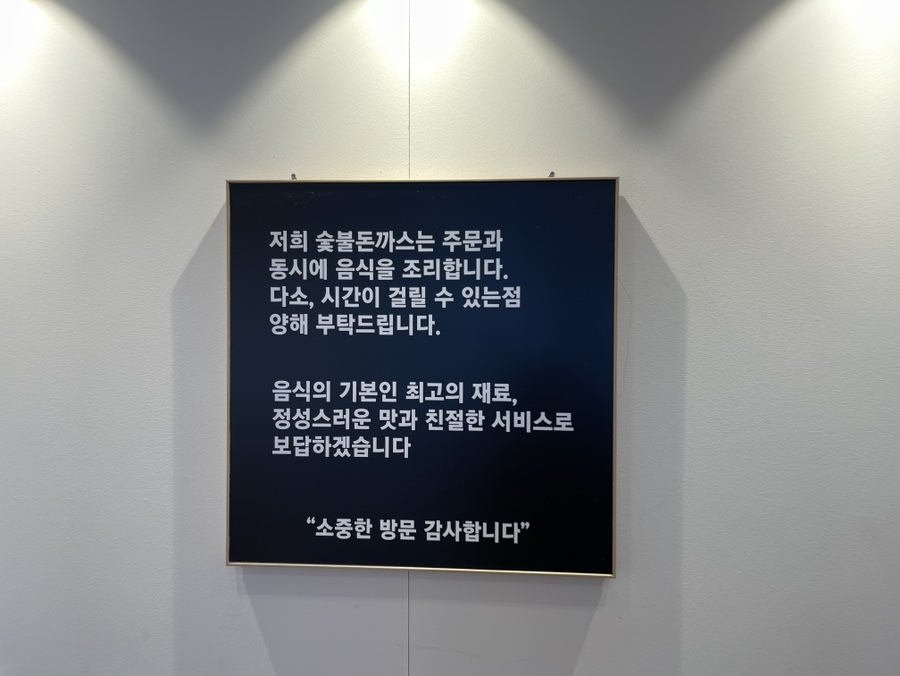 저희 숯불돈까스는 주문과
동시에 음식을 조리합니다.
다소, 시간이 걸릴 수 있는점
양해 부탁드립니다.
음식의 기본인 최고의 재료,
정성스러운 맛과 친절한 서비스로
보답하겠습니다
“소중한 방문 감사합니다”